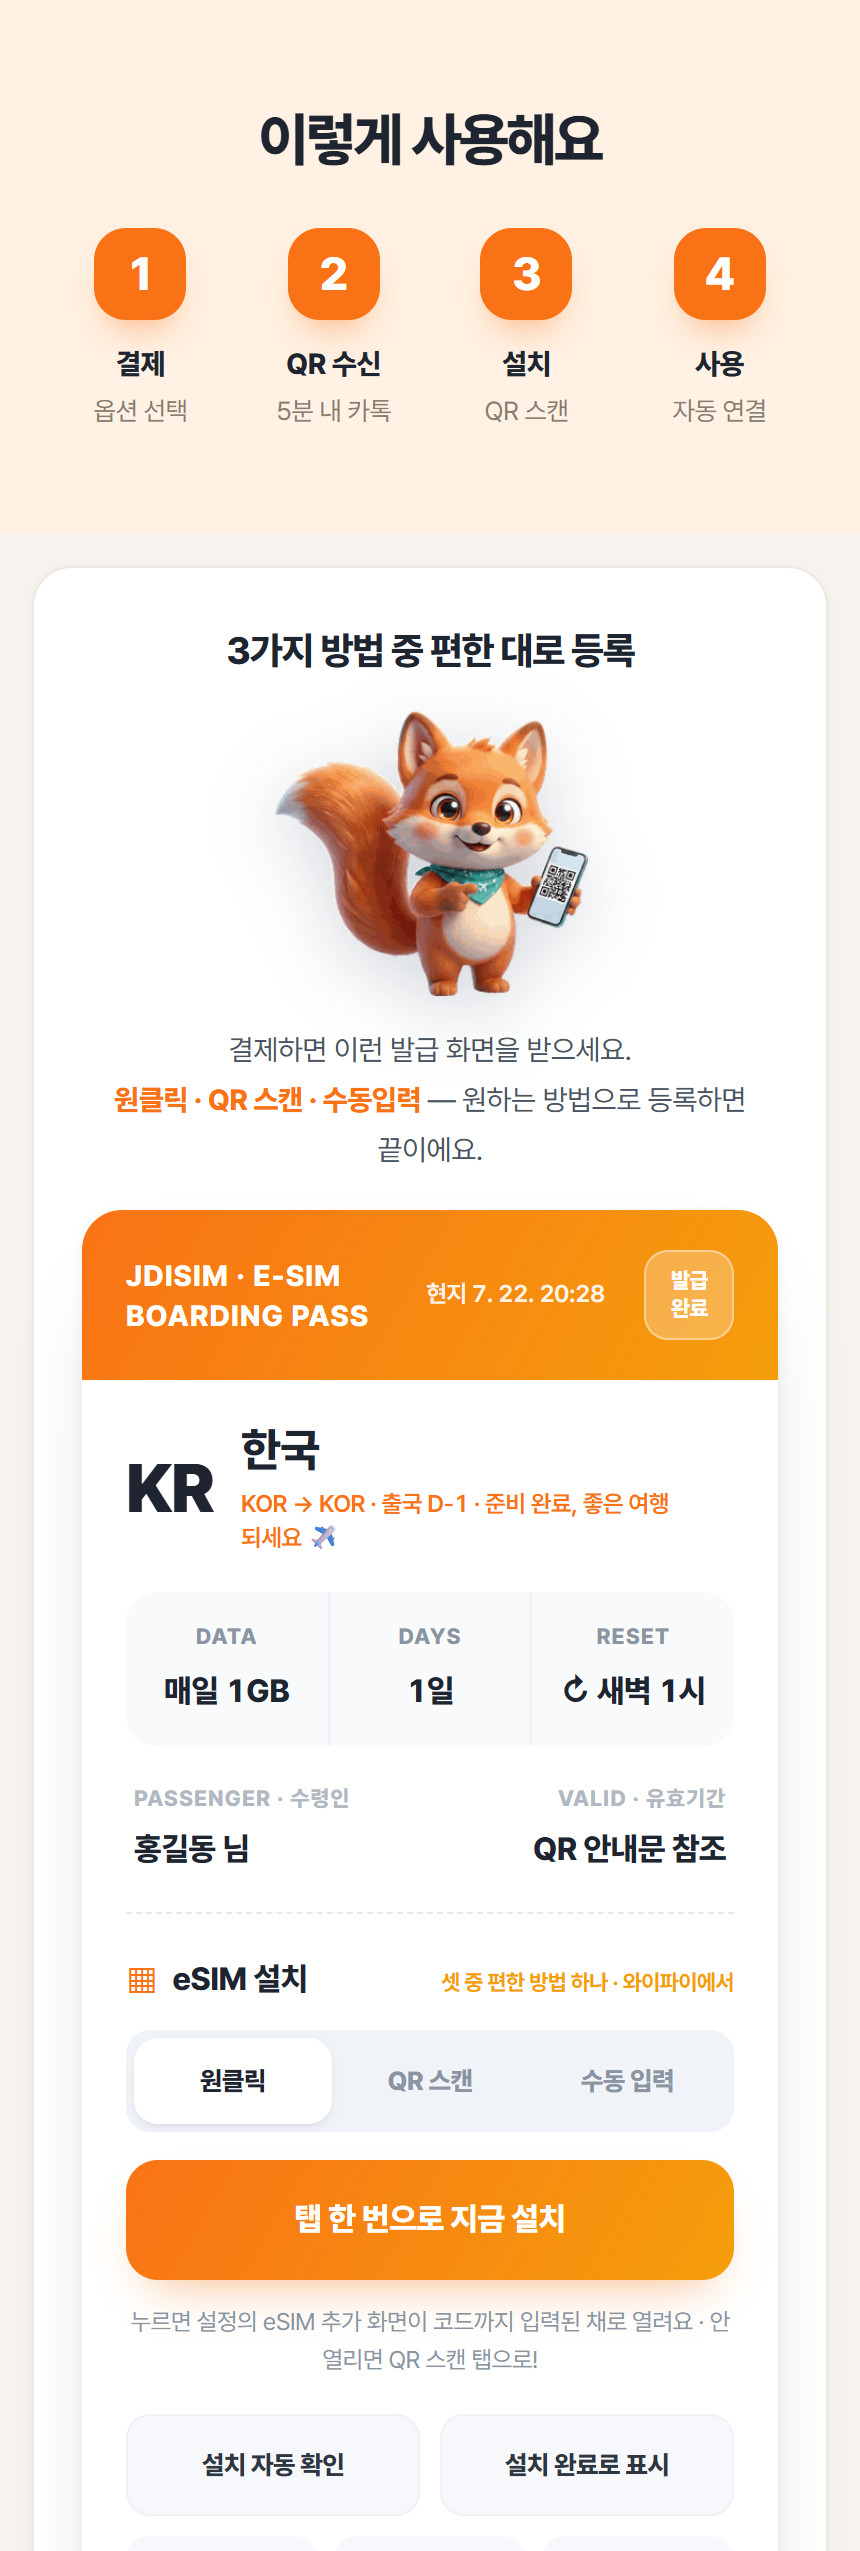 이렇게 사용해요
1
2
3
4
결제
QR 수신
설치
사용
옵션 선택
5분 내 카톡
QR 스캔
자동 연결
3가지 방법 중 편한 대로 등록
결제하면 이런 발급 화면을 받으세요.
원클릭 · QR 스캔 · 수동입력 — 원하는 방법으로 등록하면
끝이에요.
JDISIM · E-SIM
BOARDING PASS
현지 7. 22. 20:28
발급
완료
KR
한국
KOR → KOR · 출국 D-1 · 준비 완료, 좋은 여행
되세요 ✈️
DATA
DAYS
RESET
매일 1GB
1일
↻ 새벽 1시
PASSENGER · 수령인
VALID · 유효기간
홍길동 님
QR 안내문 참조
▦ eSIM 설치
셋 중 편한 방법 하나 · 와이파이에서
원클릭
QR 스캔
수동 입력
탭 한 번으로 지금 설치
누르면 설정의 eSIM 추가 화면이 코드까지 입력된 채로 열려요 · 안
열리면 QR 스캔 탭으로!
설치 자동 확인
설치 완료로 표시